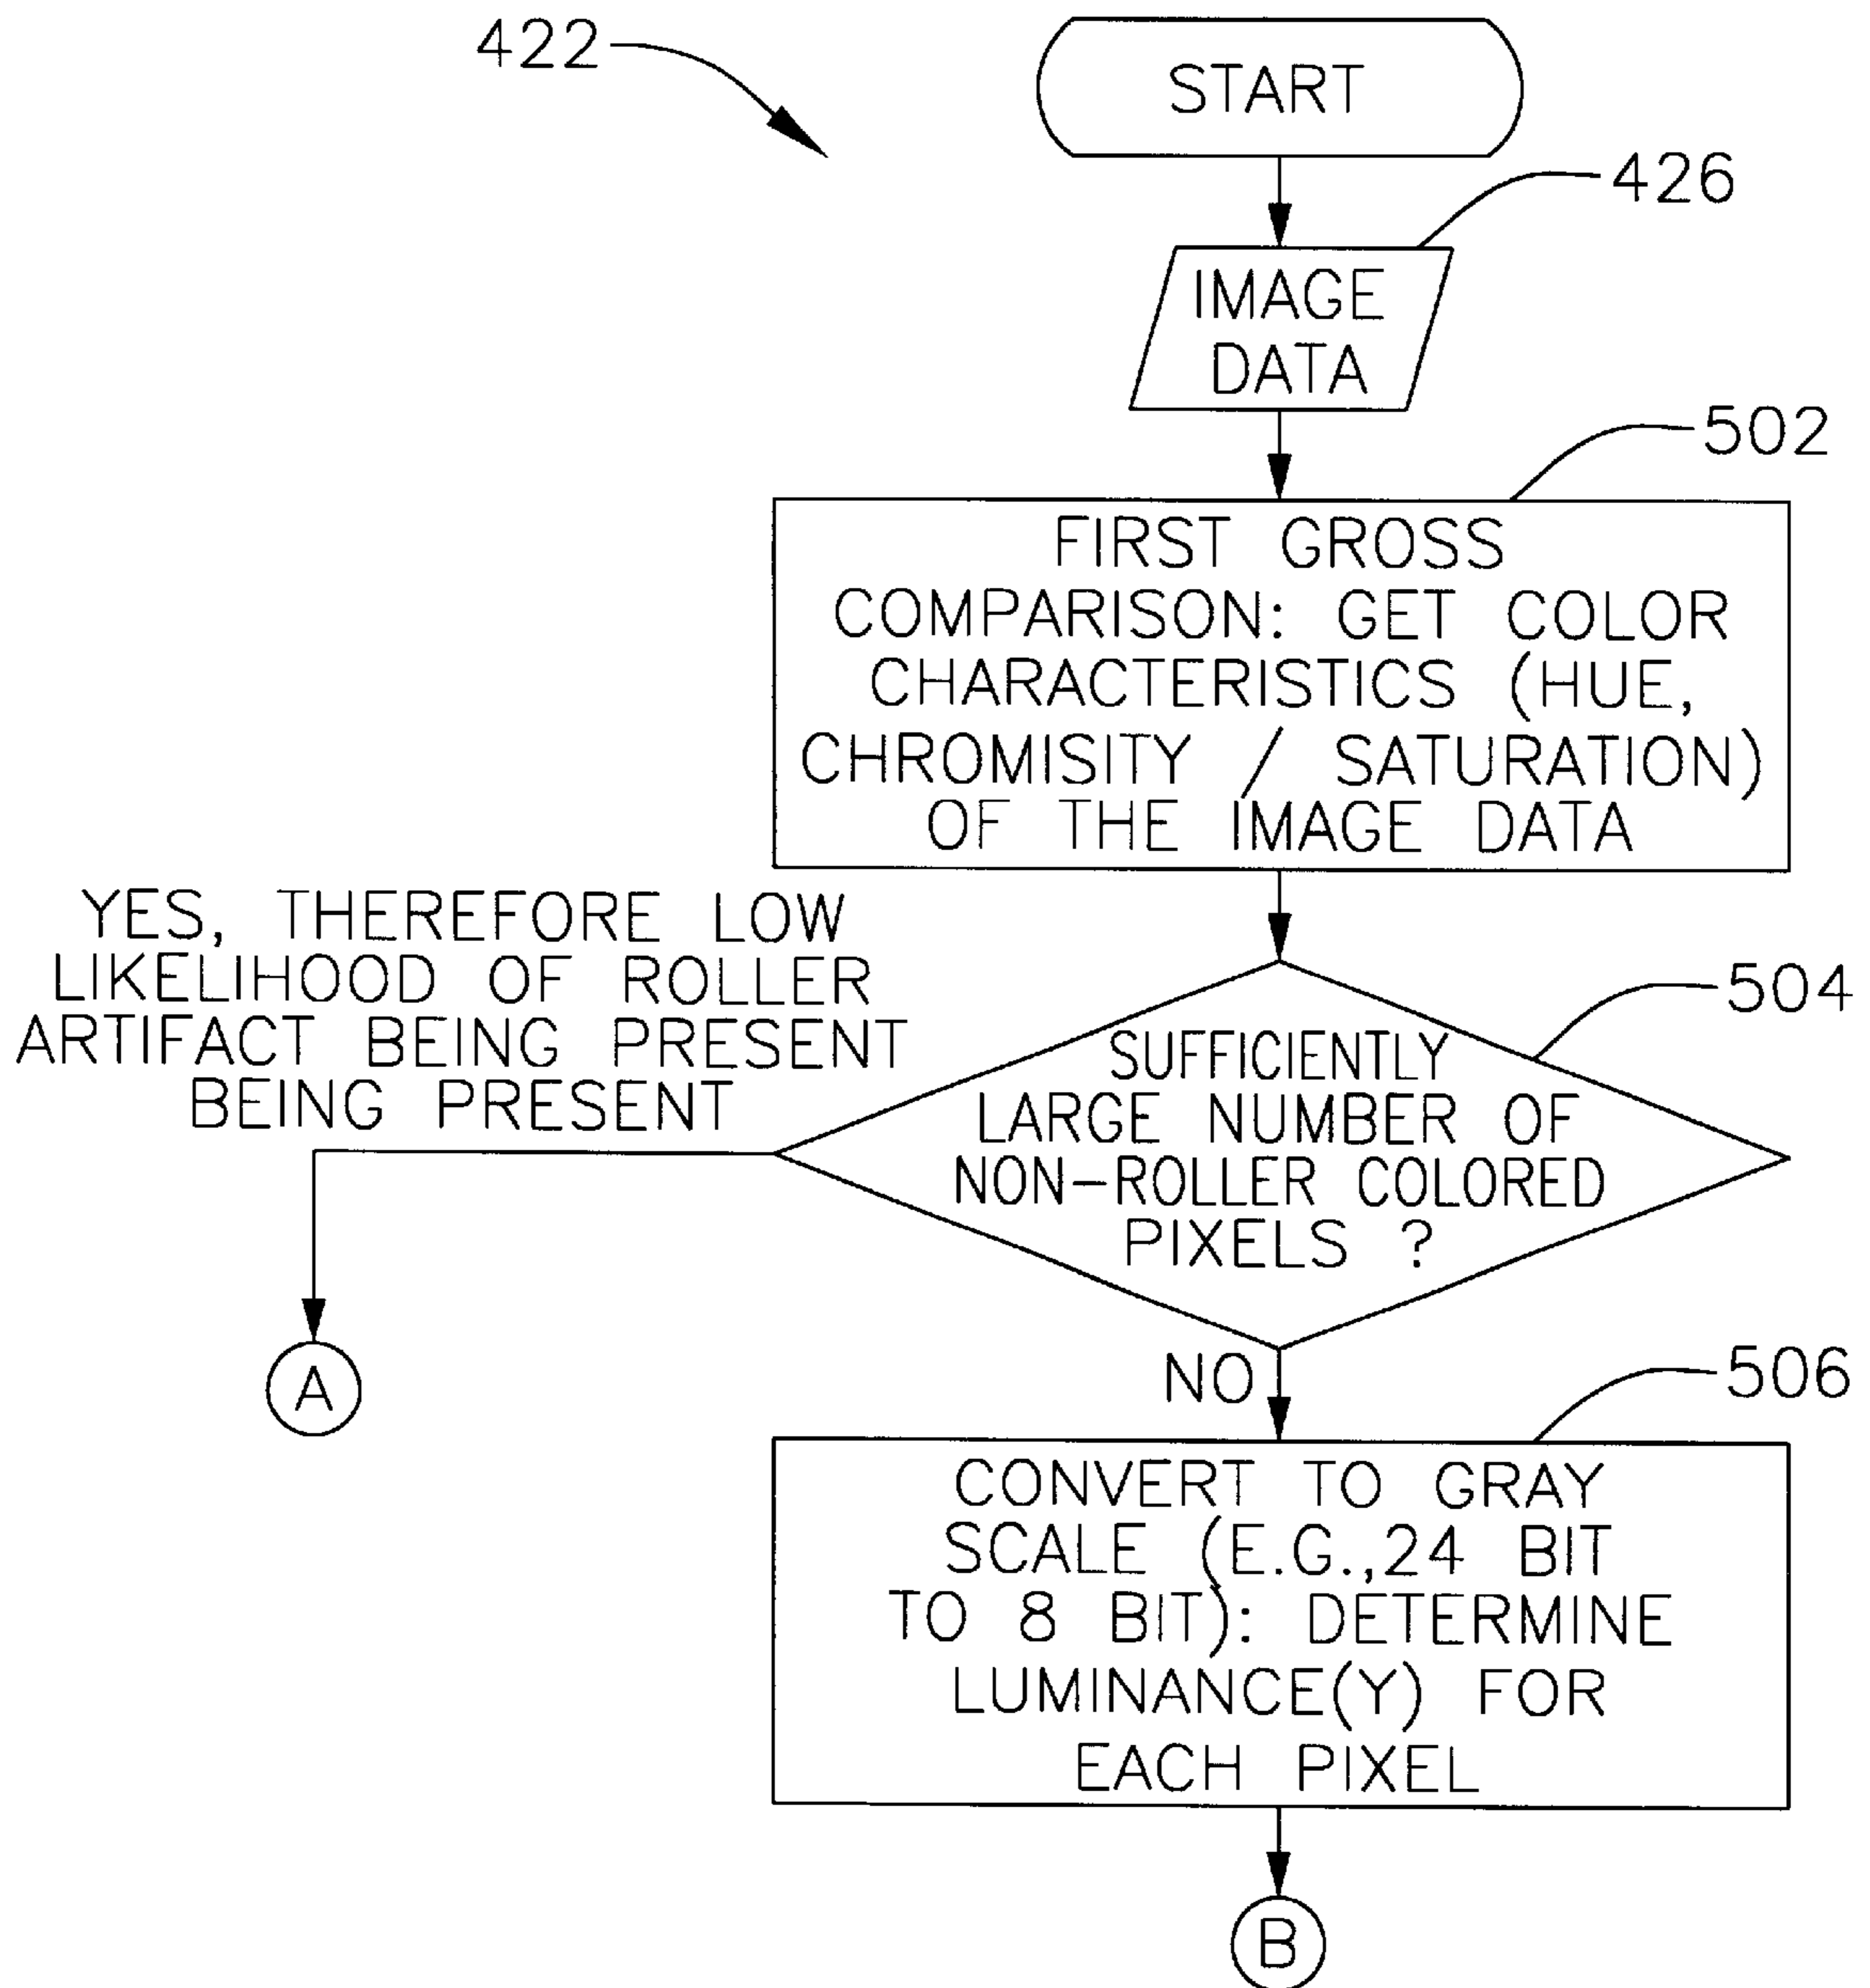 422
START
426
IMAGE
DATA
502
FIRST GROSS
COMPARISON: GET COLOR
CHARACTERISTICS (HUE,
CHROMISITY / SATURATION)
OF THE IMAGE DATA
YES, THEREFORE LOW
LIKELIHOOD OF ROLLER
ARTIFACT BEING PRESENT
BEING PRESENT
504
SUFFICIENTLY
LARGE NUMBER OF
NON-ROLLER COLORED
PIXELS ?
A
NO
506
CONVERT TO GRAY
SCALE (E.G.,24 BIT
TO 8 BIT): DETERMINE
LUMINANCE(Y) FOR
EACH PIXEL
B